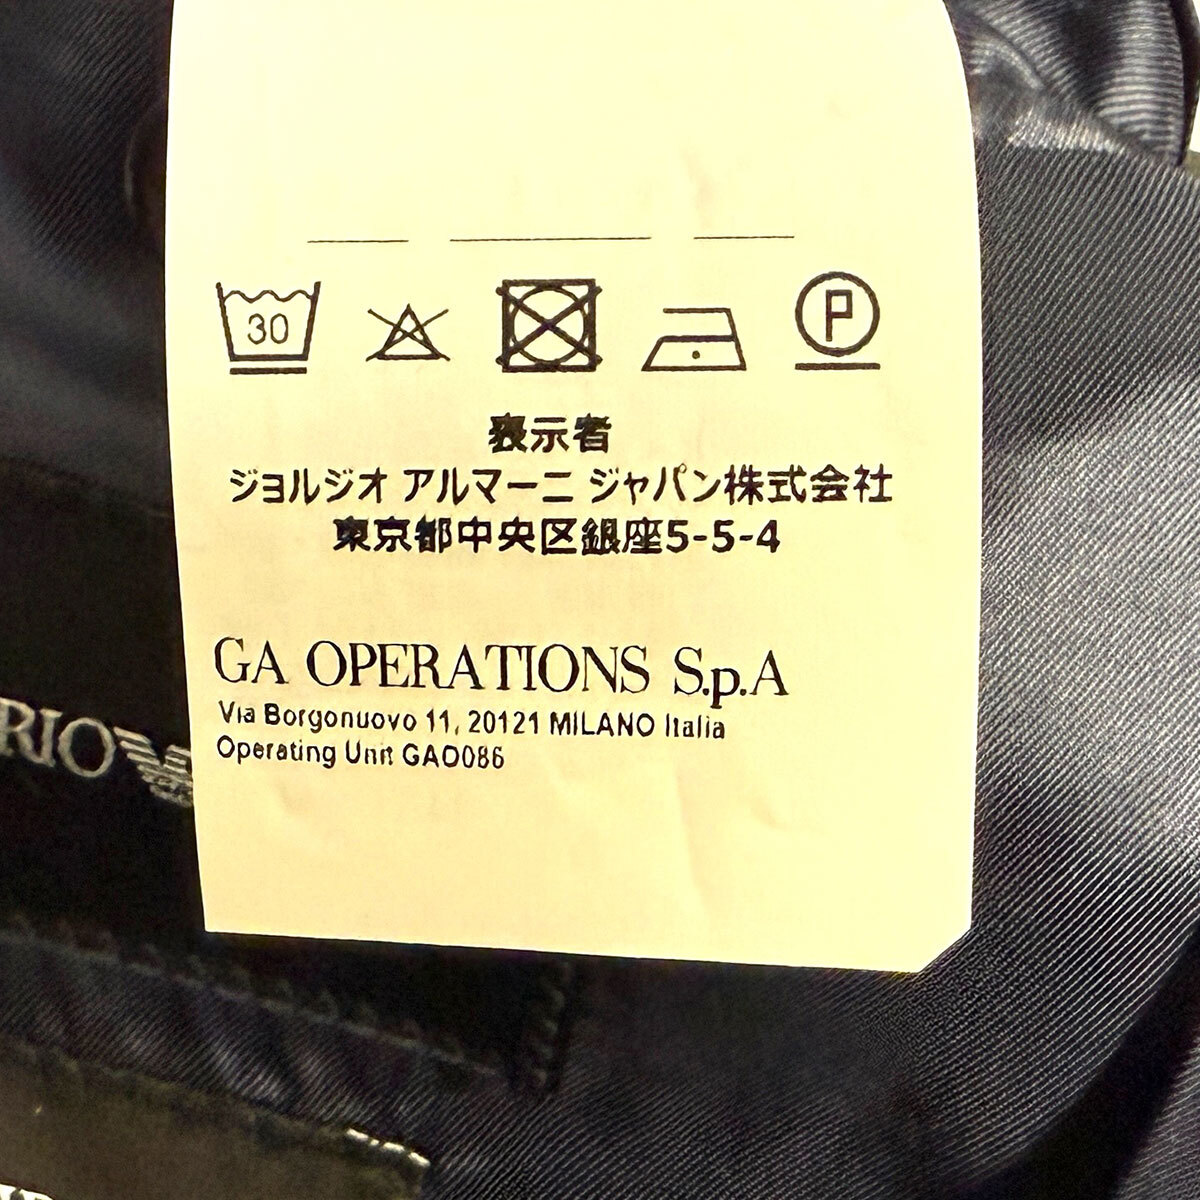 30
P
表示者
ジョルジオ アルマーニ ジャパン株式会社
東京都中央区銀座5-5-4
GA OPERATIONS S.p.A
Via Borgonuovo 11, 20121 MILANO Italia
Operating Unit GAO086
RIO